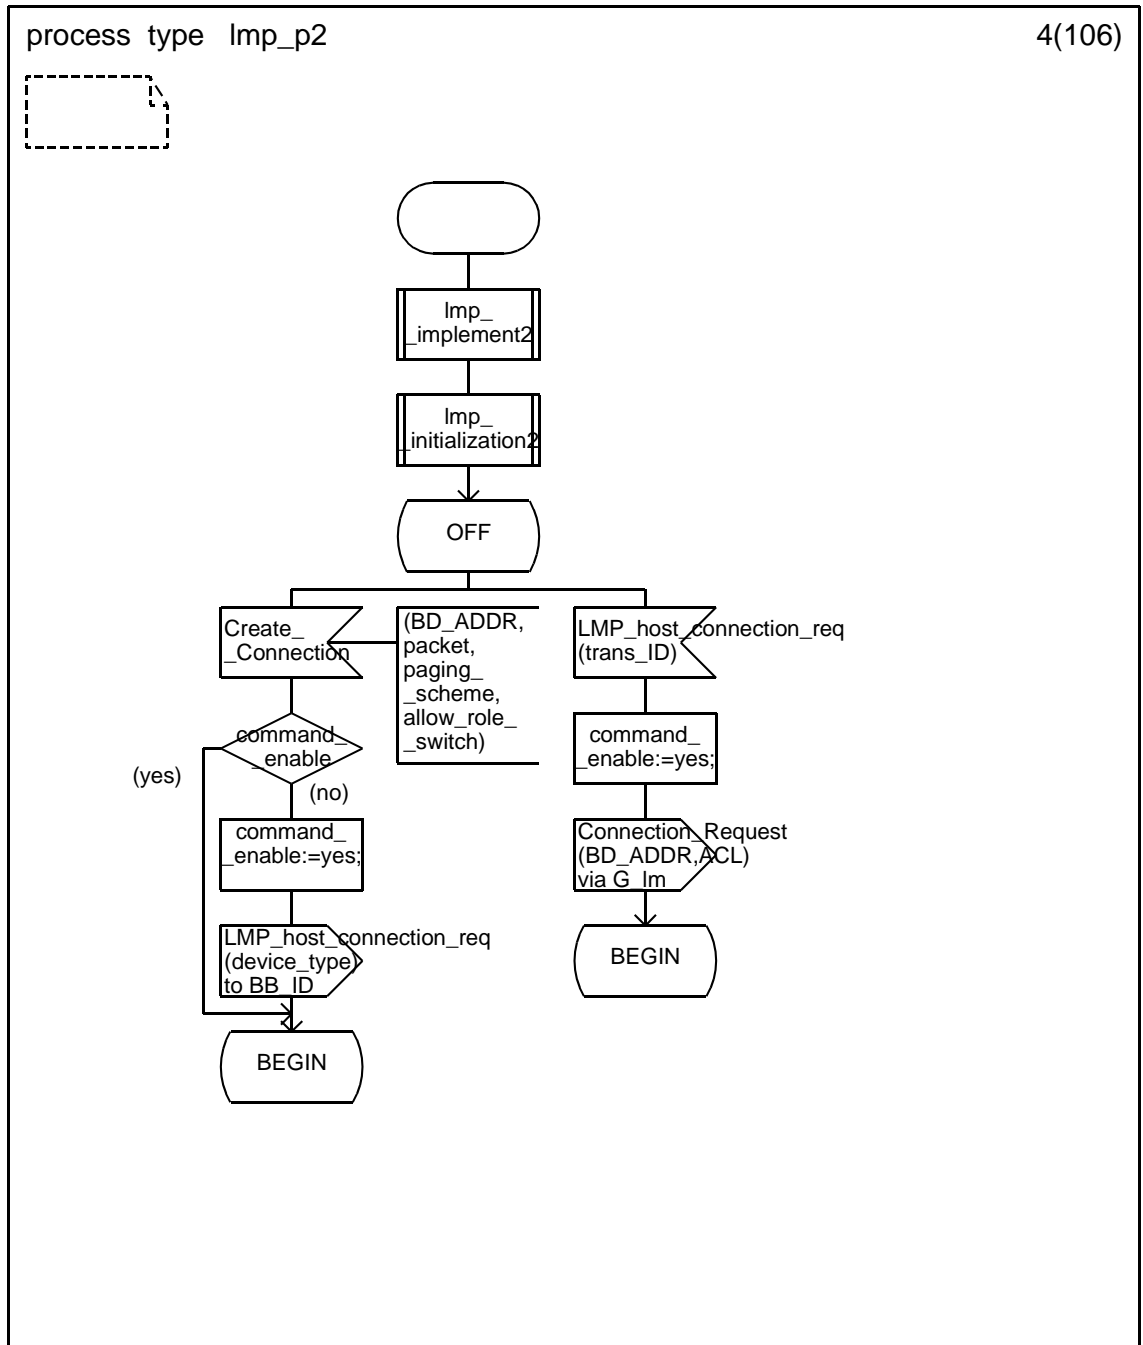 process type lmp_p2
4(106)
lmp_
_implement2
lmp_
_initialization2
OFF
Create_
_Connection
(BD_ADDR,
packet,
paging_
_scheme,
allow_role_
_switch)
LMP_host_connection_req
(trans_ID)
command_
_enable
(yes)
(no)
command_
_enable:=yes;
command_
_enable:=yes;
Connection_Request
(BD_ADDR,ACL)
via G_lm
LMP_host_connection_req
(device_type)
to BB_ID
BEGIN
BEGIN